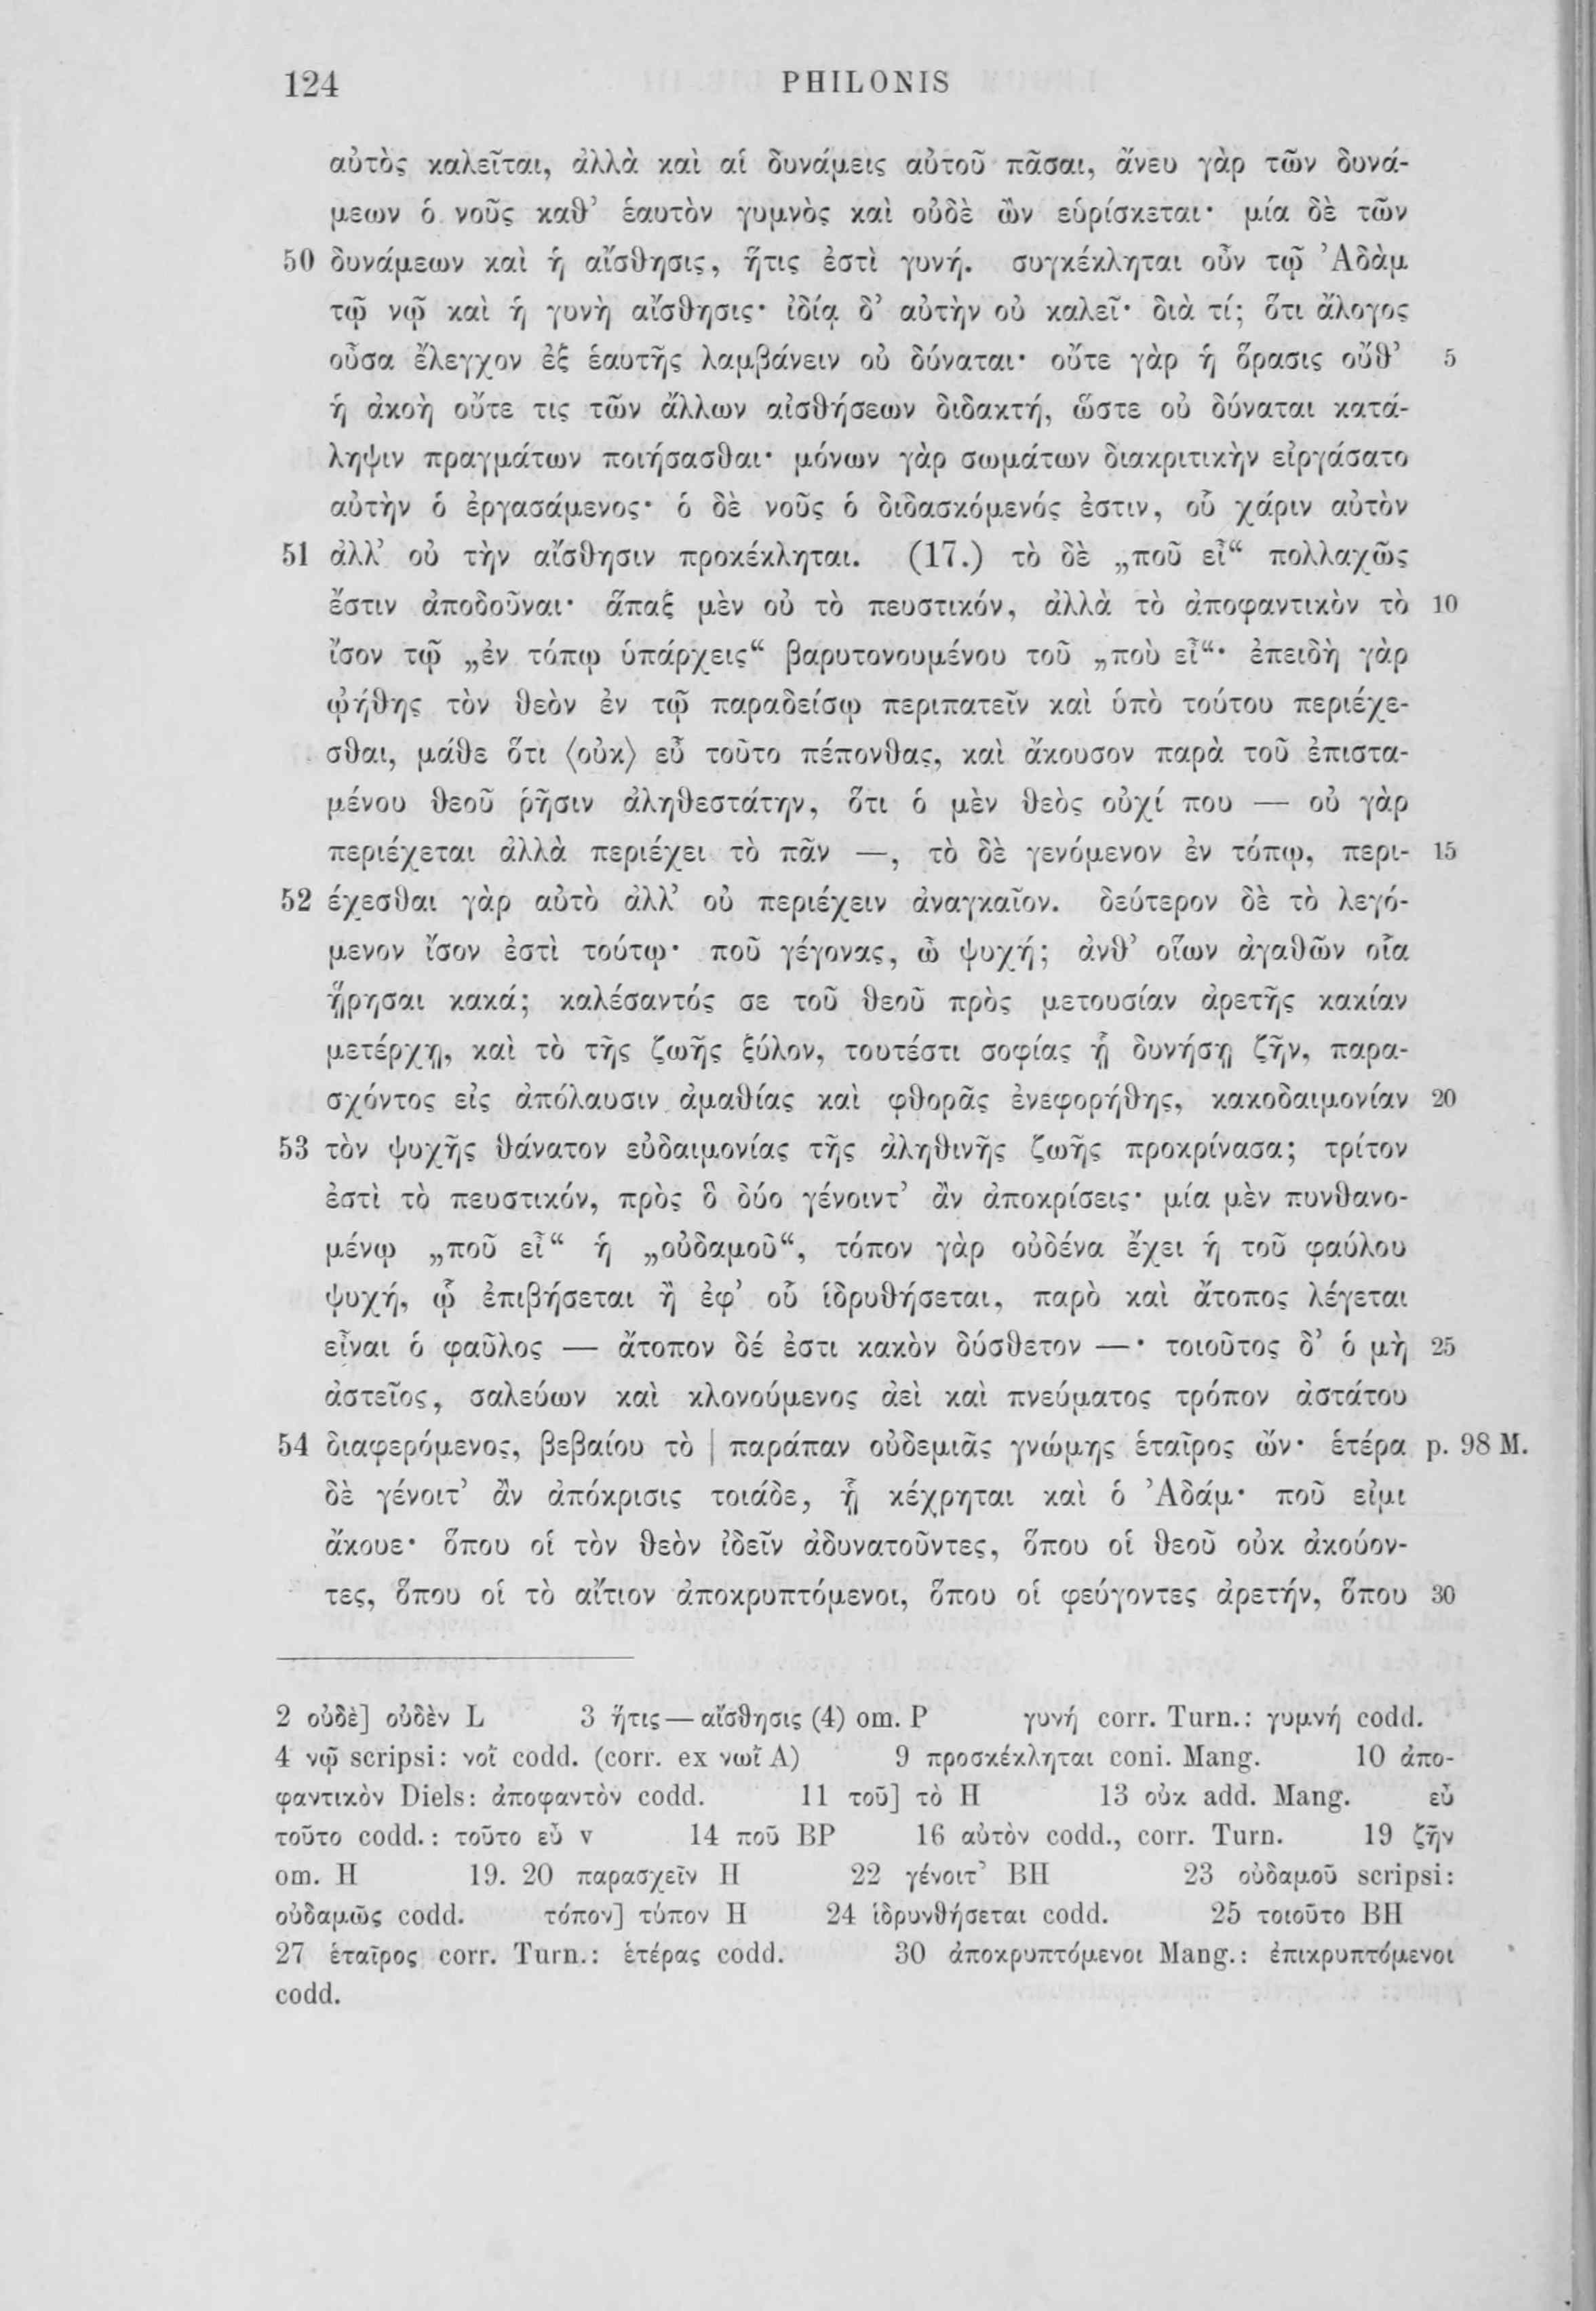 124 PHILONIS
αὐτὸς καλεῖται, ἀλλὰ καὶ αἱ δυνάμεις αὐτοῦ πᾶσαι, ἄνευ γὰρ τῶν δυνά-
μεων ὁ νοῦς καθ’ ἑαυτὸν γυμνὸς καὶ οὐδὲ ὢν εὑρίσκεται· μία δὲ τῶν
50 δυνάμεων καὶ ἡ αἴσθησις, ἥτις ἐστὶ γυνή. συγκέκληται οὖν τῷ Ἀδὰμ
τῷ νῷ καὶ ἡ γυνὴ αἴσθησις· ἰδίᾳ δ’ αὐτὴν οὐ καλεῖ· διὰ τί; ὅτι ἄλογος
οὖσα ἔλεγχον ἐξ ἑαυτῆς λαμβάνειν οὐ δύναται· οὔτε γὰρ ἡ ὅρασις οὔθ’ 5
ἡ ἀκοὴ οὔτε τις τῶν ἄλλων αἰσθήσεων διδακτή, ὥστε οὐ δύναται κατά-
ληψιν πραγμάτων ποιήσασθαι· μόνων γὰρ σωμάτων διακριτικὴν εἰργάσατο
αὐτὴν ὁ ἐργασάμενος· ὁ δὲ νοῦς ὁ διδασκόμενός ἐστιν, οὗ χάριν αὐτὸν
51 ἀλλ’ οὐ τὴν αἴσθησιν προκέκληται. (17.) τὸ δὲ „ποῦ εἶ“ πολλαχῶς
ἔστιν ἀποδοῦναι· ἅπαξ μὲν οὐ τὸ πευστικόν, ἀλλὰ τὸ ἀποφαντικὸν τὸ 10
ἴσον τῷ „ἐν τόπῳ ὑπάρχεις“ βαρυτονουμένου τοῦ „ποὺ εἶ“· ἐπειδὴ γὰρ
ᾠήθης τὸν θεὸν ἐν τῷ παραδείσῳ περιπατεῖν καὶ ὑπὸ τούτου περιέχε-
σθαι, μάθε ὅτι ⟨οὐκ⟩ εὖ τοῦτο πέπονθας, καὶ ἄκουσον παρὰ τοῦ ἐπιστα-
μένου θεοῦ ῥῆσιν ἀληθεστάτην, ὅτι ὁ μὲν θεὸς οὐχί που — οὐ γὰρ
περιέχεται ἀλλὰ περιέχει τὸ πᾶν —, τὸ δὲ γενόμενον ἐν τόπῳ, περι- 15
52 έχεσθαι γὰρ αὐτὸ ἀλλ’ οὐ περιέχειν ἀναγκαῖον. δεύτερον δὲ τὸ λεγό-
μενον ἴσον ἐστὶ τούτῳ· ποῦ γέγονας, ὦ ψυχή; ἀνθ’ οἵων ἀγαθῶν οἷα
ᾕρησαι κακά; καλέσαντός σε τοῦ θεοῦ πρὸς μετουσίαν ἀρετῆς κακίαν
μετέρχῃ, καὶ τὸ τῆς ζωῆς ξύλον, τουτέστι σοφίας ᾗ δυνήσῃ ζῆν, παρα-
σχόντος εἰς ἀπόλαυσιν ἀμαθίας καὶ φθορᾶς ἐνεφορήθης, κακοδαιμονίαν 20
53 τὸν ψυχῆς θάνατον εὐδαιμονίας τῆς ἀληθινῆς ζωῆς προκρίνασα; τρίτον
ἐστὶ τὸ πευστικόν, πρὸς ὃ δύο γένοιντ’ ἂν ἀποκρίσεις· μία μὲν πυνθανο-
μένῳ „ποῦ εἶ“ ἡ „οὐδαμοῦ“, τόπον γὰρ οὐδένα ἔχει ἡ τοῦ φαύλου
ψυχή, ᾧ ἐπιβήσεται ἢ ἐφ’ οὗ ἱδρυθήσεται, παρὸ καὶ ἄτοπος λέγεται
εἶναι ὁ φαῦλος — ἄτοπον δέ ἐστι κακὸν δύσθετον —· τοιοῦτος δ’ ὁ μὴ 25
ἀστεῖος, σαλεύων καὶ κλονούμενος ἀεὶ καὶ πνεύματος τρόπον ἀστάτου
54 διαφερόμενος, βεβαίου τὸ | παράπαν οὐδεμιᾶς γνώμης ἑταῖρος ὤν· ἑτέρα p. 98 M.
δὲ γένοιτ’ ἂν ἀπόκρισις τοιάδε, ᾗ κέχρηται καὶ ὁ Ἀδάμ· ποῦ εἰμι
ἄκουε· ὅπου οἱ τὸν θεὸν ἰδεῖν ἀδυνατοῦντες, ὅπου οἱ θεοῦ οὐκ ἀκούον-
τες, ὅπου οἱ τὸ αἴτιον ἀποκρυπτόμενοι, ὅπου οἱ φεύγοντες ἀρετήν, ὅπου 30
2 οὐδὲ] οὐδὲν L 3 ἥτις — αἴσθησις (4) om. P γυνή corr. Turn.: γυμνή codd.
4 νῷ scripsi: νοῒ codd. (corr. ex νωῒ A) 9 προσκέκληται coni. Mang. 10 ἀπο-
φαντικὸν Diels: ἀποφαντὸν codd. 11 τοῦ] τὸ H 13 οὐκ add. Mang. εὖ
τοῦτο codd.: τοῦτο εὖ v 14 ποῦ BP 16 αὐτὸν codd., corr. Turn. 19 ζῆν
om. H 19. 20 παρασχεῖν H 22 γένοιτ’ BH 23 οὐδαμοῦ scripsi:
οὐδαμῶς codd. τόπον] τύπον H 24 ἱδρυνθήσεται codd. 25 τοιοῦτο BH
27 ἑταῖρος corr. Turn.: ἑτέρας codd. 30 ἀποκρυπτόμενοι Mang.: ἐπικρυπτόμενοι
codd.